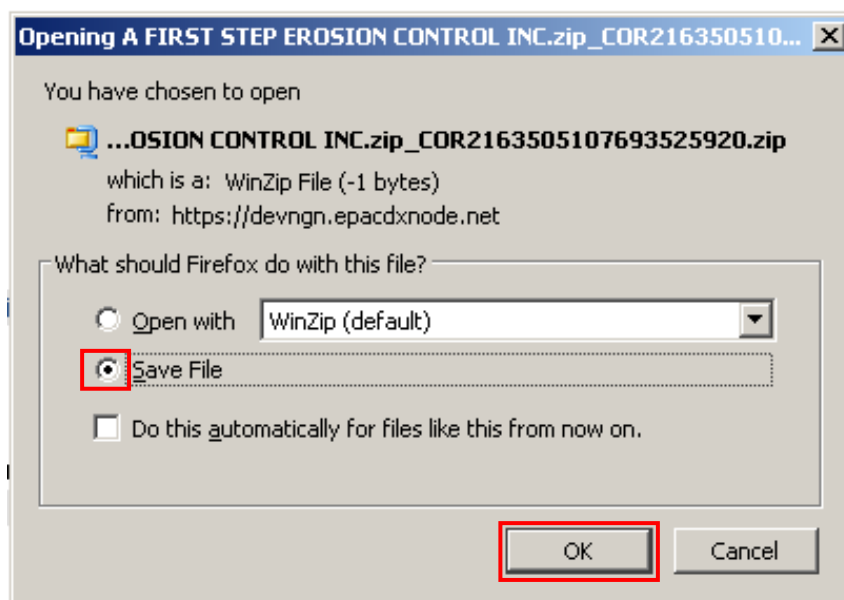 Opening A FIRST STEP EROSION CONTROL INC.zip_COR216350510...
You have chosen to open
...OSION CONTROL INC.zip_COR2163505107693525920.zip
which is a: WinZip File (-1 bytes)
from: https://devngn.epacdxnode.net
What should Firefox do with this file?
Open with WinZip (default)
Save File
Do this automatically for files like this from now on.
OK Cancel